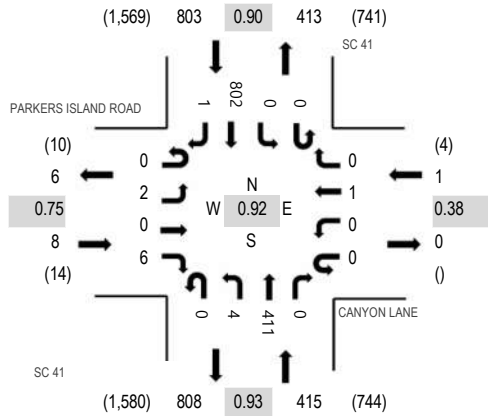 (1,569) 803 0.90 413 (741)
SC 41
1 802 0 0
PARKERS ISLAND ROAD
(10) 0 0 (4)
6 1
2 N 1
0.75 W 0.92 E 0.38
8 0 S 0 0
(14) 6 0 ()
0 4 411 0
CANYON LANE
SC 41
(1,580) 808 0.93 415 (744)